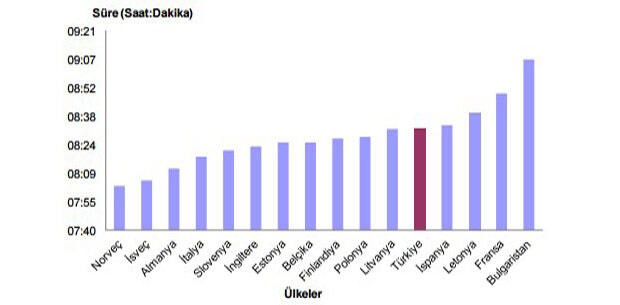 Süre (Saat:Dakika)
09:21
09:07
08:52
08:38
08:24
08:09
07:55
07:40
Norveç
İsveç
Almanya
İtalya
Slovenya
İngiltere
Estonya
Belçika
Finlandiya
Polonya
Litvanya
Türkiye
İspanya
Letonya
Fransa
Bulgaristan
Ülkeler